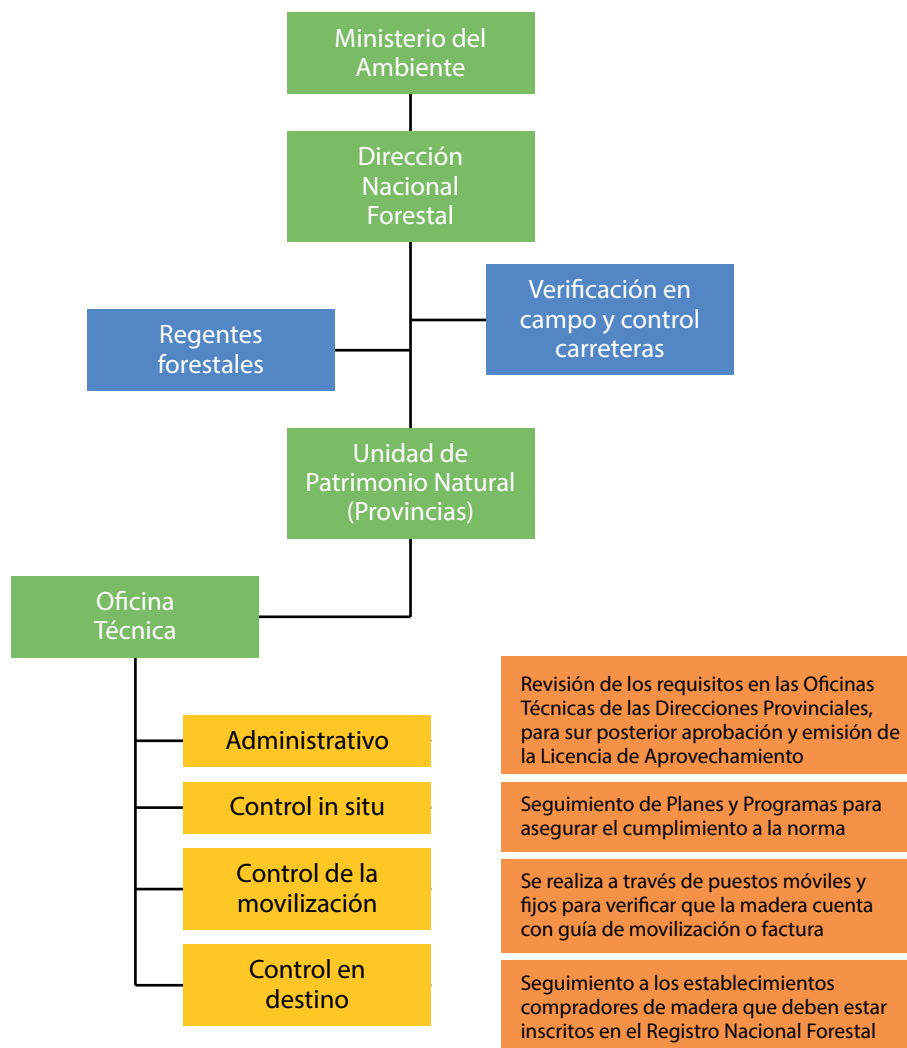 Ministerio del
Ambiente
Dirección
Nacional
Forestal
Verificación en
campo y control
carreteras
Regentes
forestales
Unidad de
Patrimonio Natural
(Provincias)
Oficina
Técnica
Administrativo
Revisión de los requisitos en las Oficinas
Técnicas de las Direcciones Provinciales,
para sur posterior aprobación y emisión de
la Licencia de Aprovechamiento
Control in situ
Seguimiento de Planes y Programas para
asegurar el cumplimiento a la norma
Control de la
movilización
Se realiza a través de puestos móviles y
fijos para verificar que la madera cuenta
con guía de movilización o factura
Control en
destino
Seguimiento a los establecimientos
compradores de madera que deben estar
inscritos en el Registro Nacional Forestal